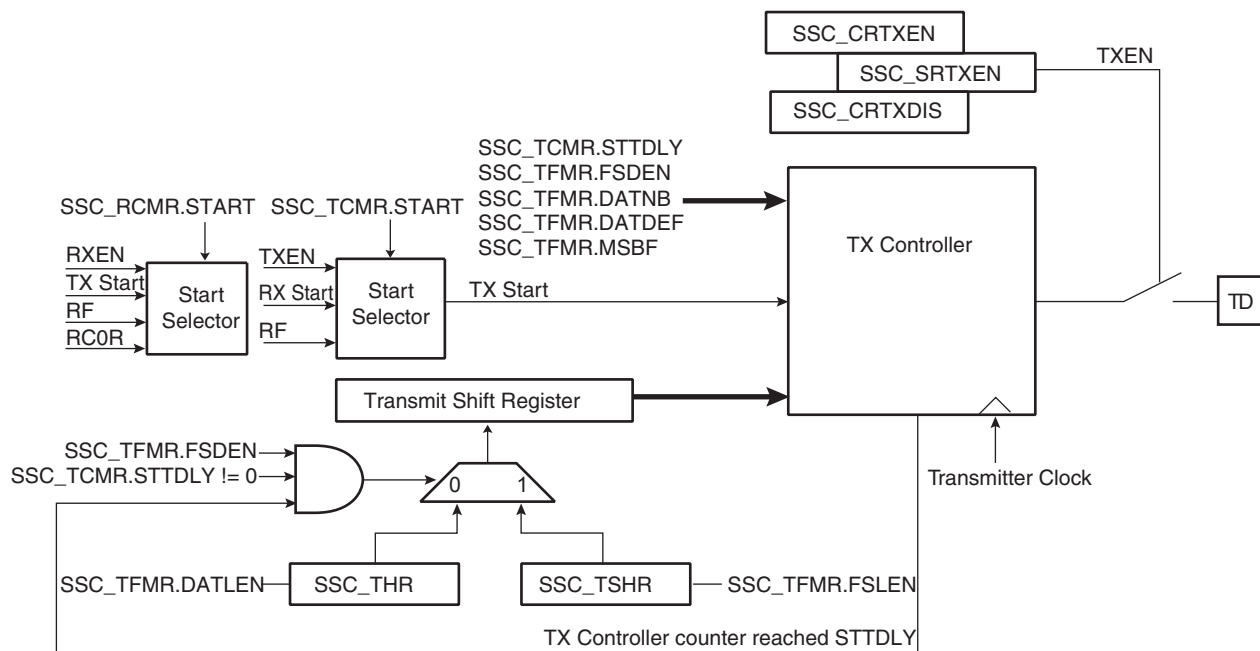 SSC_CRTXEN
SSC_SRTXEN
TXEN
SSC_CRTXDIS
SSC_TCMR.STTDLY
SSC_TFMR.FSDEN
SSC_TFMR.DATNB
SSC_TFMR.DATDEF
SSC_TFMR.MSBF
SSC_RCMR.START
SSC_TCMR.START
RXEN
TX Start
RF
RC0R
Start
Selector
TXEN
RX Start
RF
Start
Selector
TX Start
TX Controller
TD
Transmit Shift Register
SSC_TFMR.FSDEN
SSC_TCMR.STTDLY != 0
0
1
Transmitter Clock
SSC_TFMR.DATLEN
SSC_THR
SSC_TSHR
SSC_TFMR.FSLEN
TX Controller counter reached STTDLY